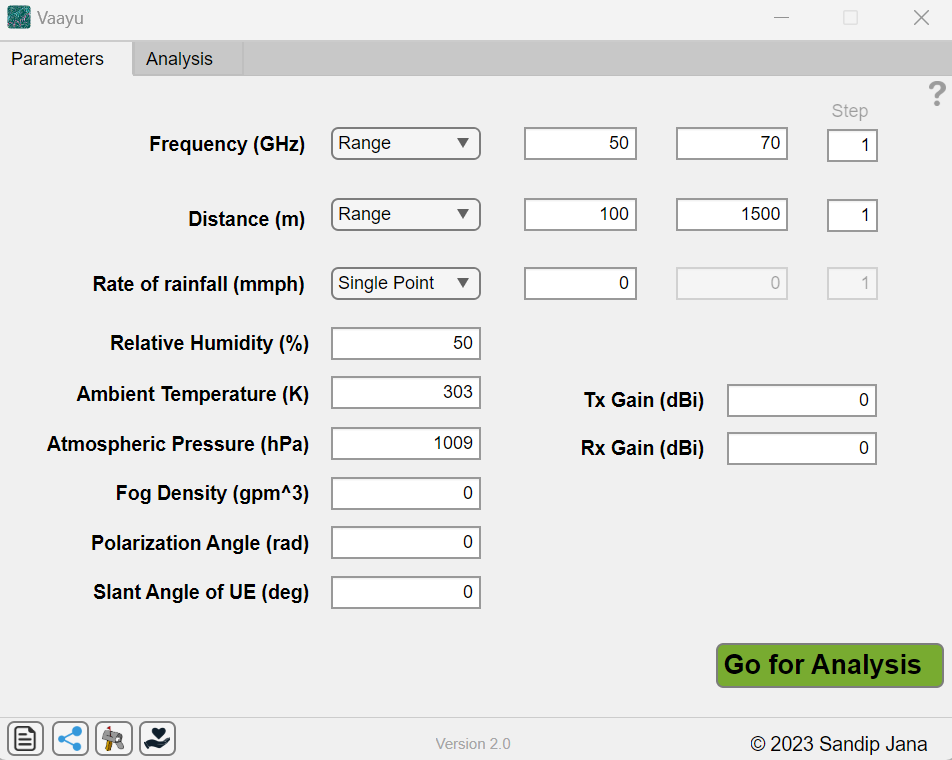 Vaayu
Parameters Analysis
?
Step
Frequency (GHz) Range 50 70 1
Distance (m) Range 100 1500 1
Rate of rainfall (mmph) Single Point 0 0 1
Relative Humidity (%) 50
Ambient Temperature (K) 303
Tx Gain (dBi) 0
Atmospheric Pressure (hPa) 1009
Rx Gain (dBi) 0
Fog Density (gpm^3) 0
Polarization Angle (rad) 0
Slant Angle of UE (deg) 0
Go for Analysis
Version 2.0
© 2023 Sandip Jana